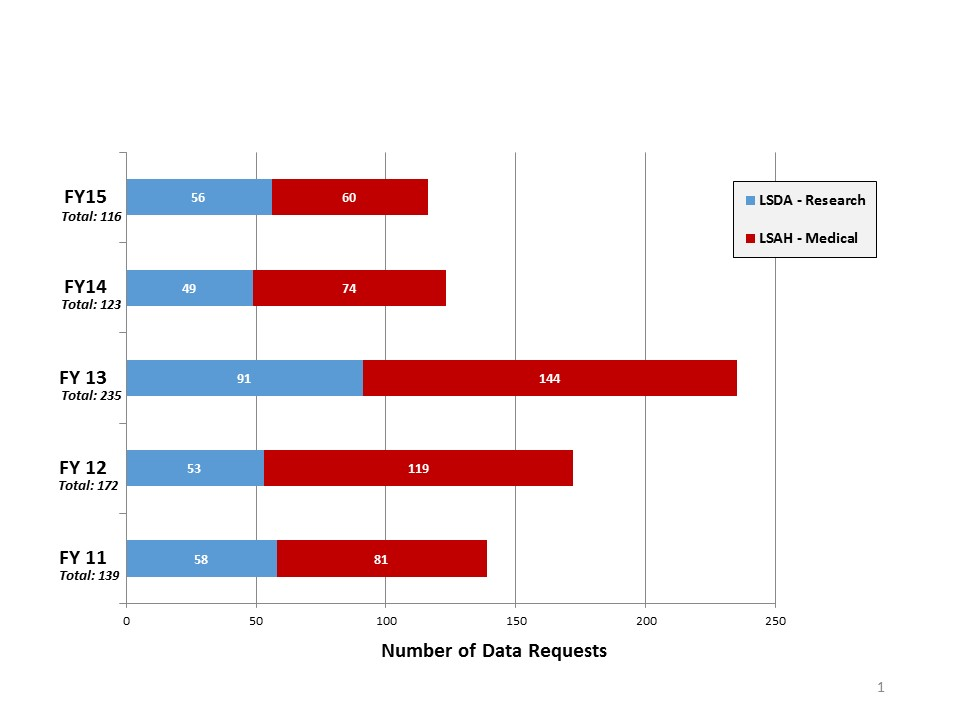 FY15
Total: 116
56
60
LSDA - Research
LSAH - Medical
FY14
Total: 123
49
74
FY 13
Total: 235
91
144
FY 12
Total: 172
53
119
FY 11
Total: 139
58
81
0
50
100
150
200
250
Number of Data Requests
1